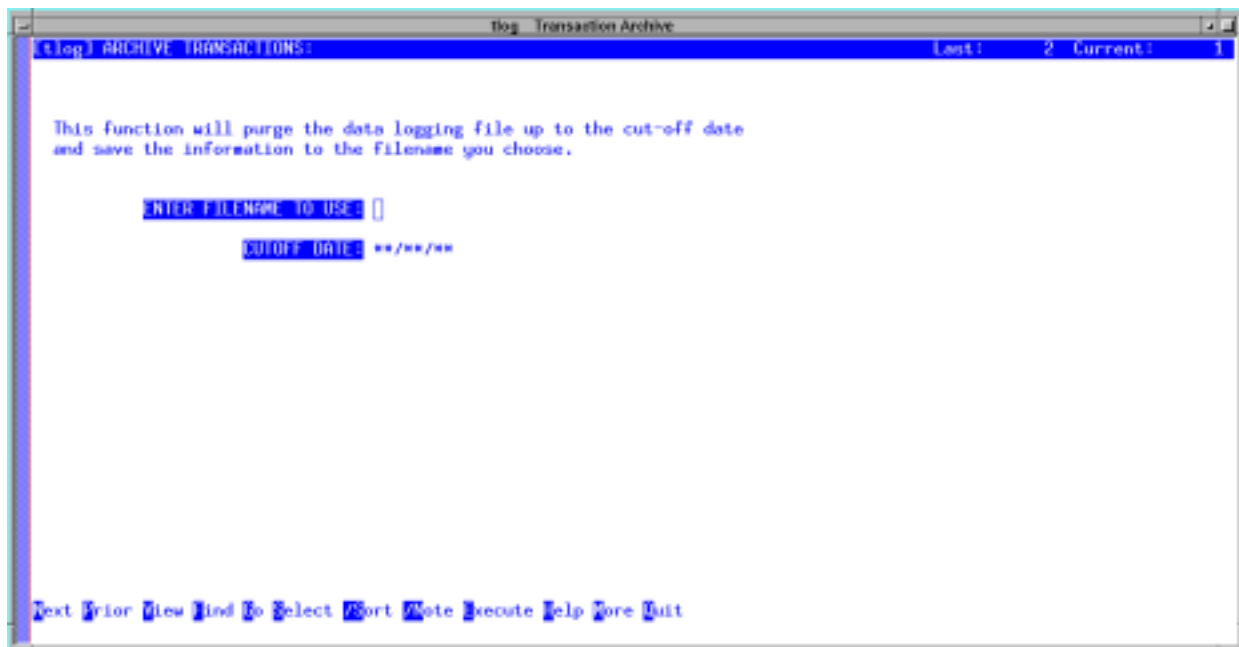 tlog Transaction Archive
[tlog] ARCHIVE TRANSACTIONS: Last: 2 Current: 1
This function will purge the data logging file up to the cut-off date
and save the information to the filename you choose.
ENTER FILENAME TO USE:
CUTOFF DATE: **/**/**
Next Prior View Find Go Select /Sort /Note Execute Help More Quit